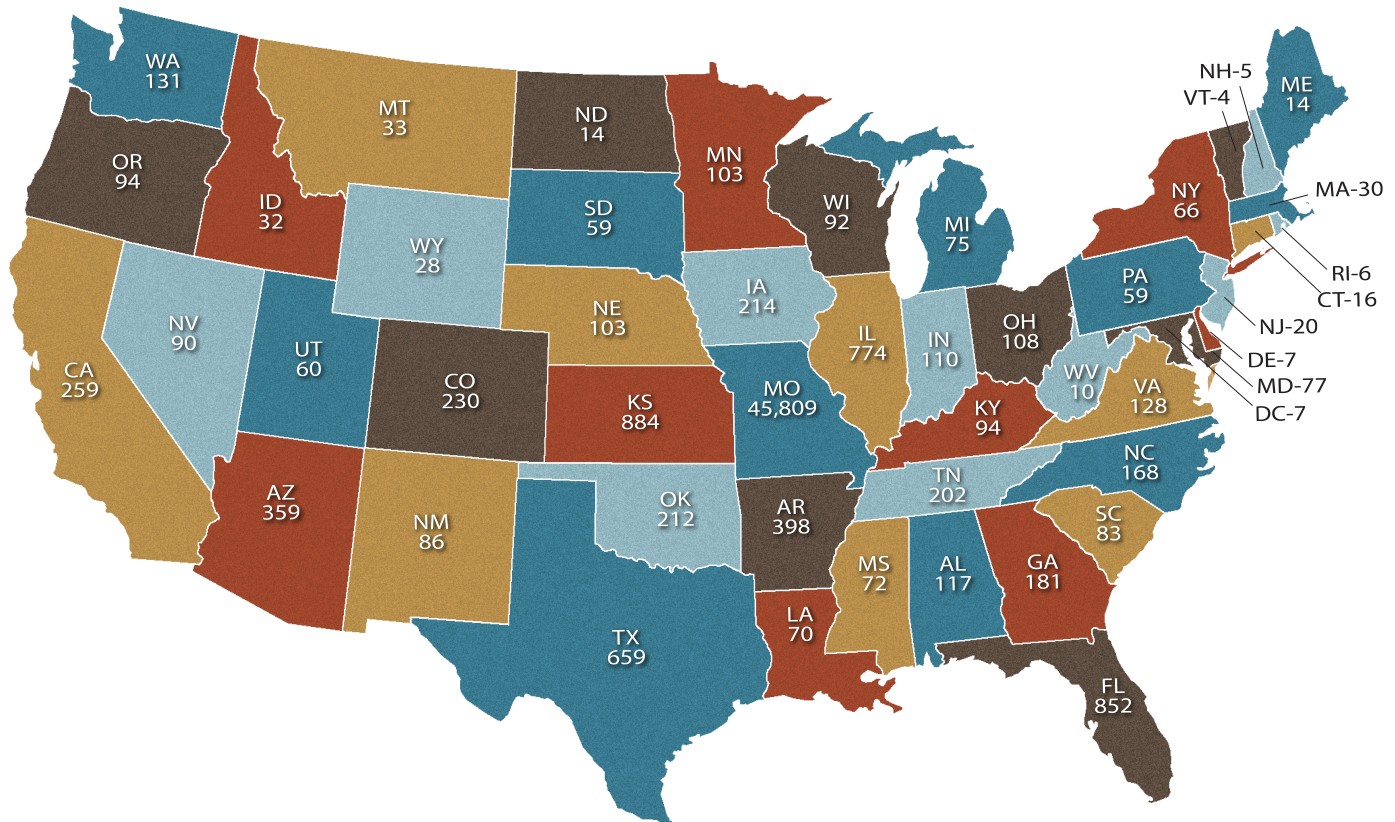 WA
131
MT
33
ND
14
MN
103
OR
94
ID
32
WY
28
SD
59
WI
92
MI
75
NH-5
VT-4
ME
14
NY
66
MA-30
RI-6
CT-16
NJ-20
DE-7
MD-77
DC-7
PA
59
NV
90
UT
60
CA
259
CO
230
NE
103
IA
214
IL
774
IN
110
OH
108
WV
10
VA
128
KS
884
MO
45,809
KY
94
NC
168
TN
202
AZ
359
NM
86
OK
212
AR
398
SC
83
MS
72
AL
117
GA
181
TX
659
LA
70
FL
852